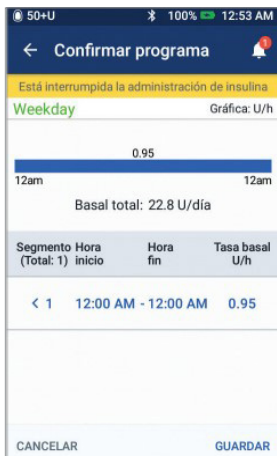 50+U 100% 12:53 AM
← Confirmar programa 1
Está interrumpida la administración de insulina
Weekday Gráfica: U/h
0.95
12am 12am
Basal total: 22.8 U/día
Segmento Hora Hora Tasa basal
(Total: 1) inicio fin U/h
< 1 12:00 AM - 12:00 AM 0.95
CANCELAR GUARDAR